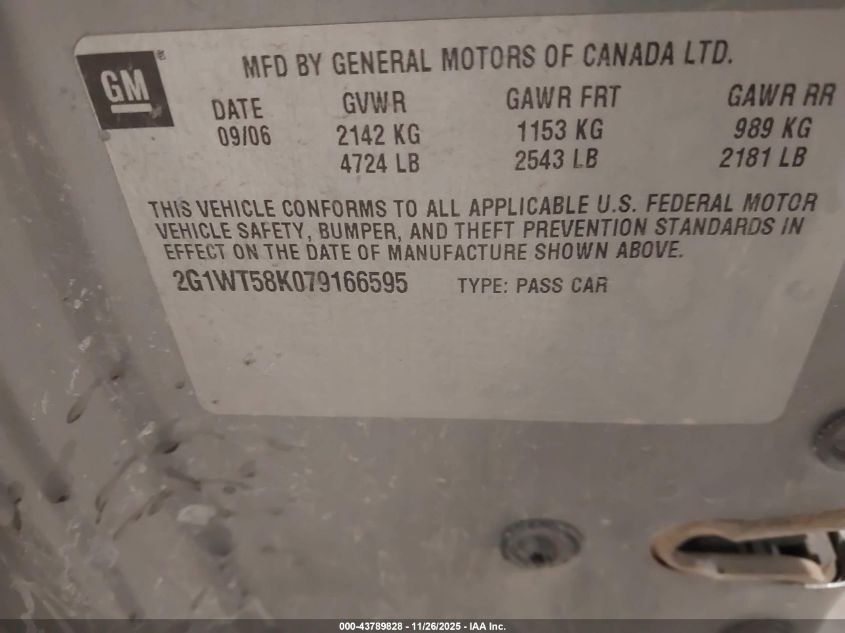 GM ®
MFD BY GENERAL MOTORS OF CANADA LTD.
DATE GVWR GAWR FRT GAWR RR
09/06 2142 KG 1153 KG 989 KG
4724 LB 2543 LB 2181 LB
THIS VEHICLE CONFORMS TO ALL APPLICABLE U.S. FEDERAL MOTOR
VEHICLE SAFETY, BUMPER, AND THEFT PREVENTION STANDARDS IN
EFFECT ON THE DATE OF MANUFACTURE SHOWN ABOVE.
2G1WT58K079166595 TYPE: PASS CAR
000-43789828 - 11/26/2025 - IAA Inc.